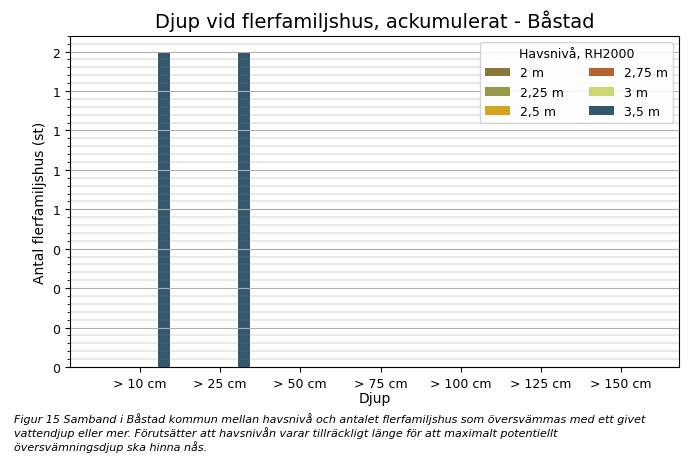 Djup vid flerfamiljshus, ackumulerat - Båstad
Antal flerfamiljshus (st)
2
1
1
1
1
0
0
0
0
Havsnivå, RH2000
2 m
2,25 m
2,5 m
2,75 m
3 m
3,5 m
> 10 cm
> 25 cm
> 50 cm
> 75 cm
> 100 cm
> 125 cm
> 150 cm
Djup
Figur 15 Samband i Båstad kommun mellan havsnivå och antalet flerfamiljshus som översvämmas med ett givet
vattendjup eller mer. Förutsätter att havsnivån varar tillräckligt länge för att maximalt potentiellt
översvämningsdjup ska hinna nås.